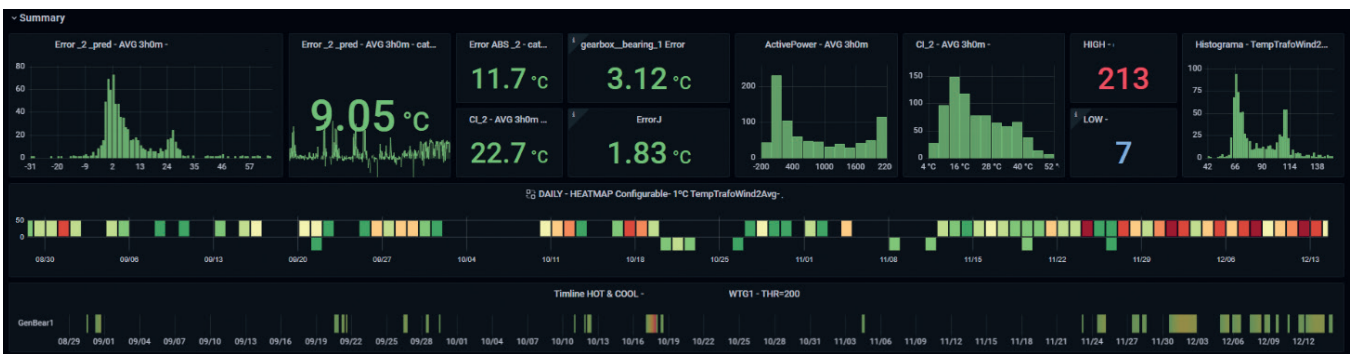 Summary
Error _2 _pred - AVG 3h0m -
80
60
40
20
0
-31 -20 -9 2 13 24 35 46 57
Error _2 _pred - AVG 3h0m - cat...
9.05 °C
Error ABS _2 - cat...
11.7 °C
CI_2 - AVG 3h0m ...
22.7 °C
gearbox__bearing_1 Error
3.12 °C
ErrorJ
1.83 °C
ActivePower - AVG 3h0m
200
100
0
-200 400 1000 1600 220
CI_2 - AVG 3h0m -
150
100
50
0
4 °C 16 °C 28 °C 40 °C 52 °
HIGH -
213
LOW -
7
Histograma - TempTrafoWind2...
100
75
50
25
0
42 66 90 114 138
DAILY - HEATMAP Configurable- 1ºC TempTrafoWind2Avg-.
50
0
08/30 09/06 09/13 09/20 09/27 10/04 10/11 10/18 10/25 11/01 11/08 11/15 11/22 11/29 12/06 12/13
Timline HOT & COOL - WTG1 - THR=200
GenBear1
08/29 09/01 09/04 09/07 09/10 09/13 09/16 09/19 09/22 09/25 09/28 10/01 10/04 10/07 10/10 10/13 10/16 10/19 10/22 10/25 10/28 10/31 11/03 11/06 11/09 11/12 11/15 11/18 11/21 11/24 11/27 11/30 12/03 12/06 12/09 12/12